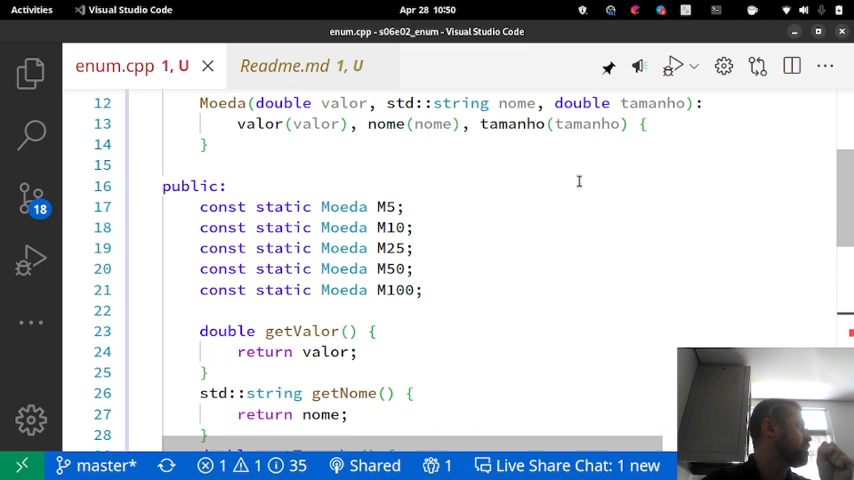 Activities
Visual Studio Code
Apr 28 10:50
enum.cpp - s06e02_enum - Visual Studio Code
enum.cpp 1, U
Readme.md 1, U
12 Moeda(double valor, std::string nome, double tamanho):
13 valor(valor), nome(nome), tamanho(tamanho) {
14 }
15
16 public:
17 const static Moeda M5;
18 const static Moeda M10;
19 const static Moeda M25;
20 const static Moeda M50;
21 const static Moeda M100;
22
23 double getValor() {
24 return valor;
25 }
26 std::string getNome() {
27 return nome;
28 }
18
master* 1 1 35 Shared 1 Live Share Chat: 1 new